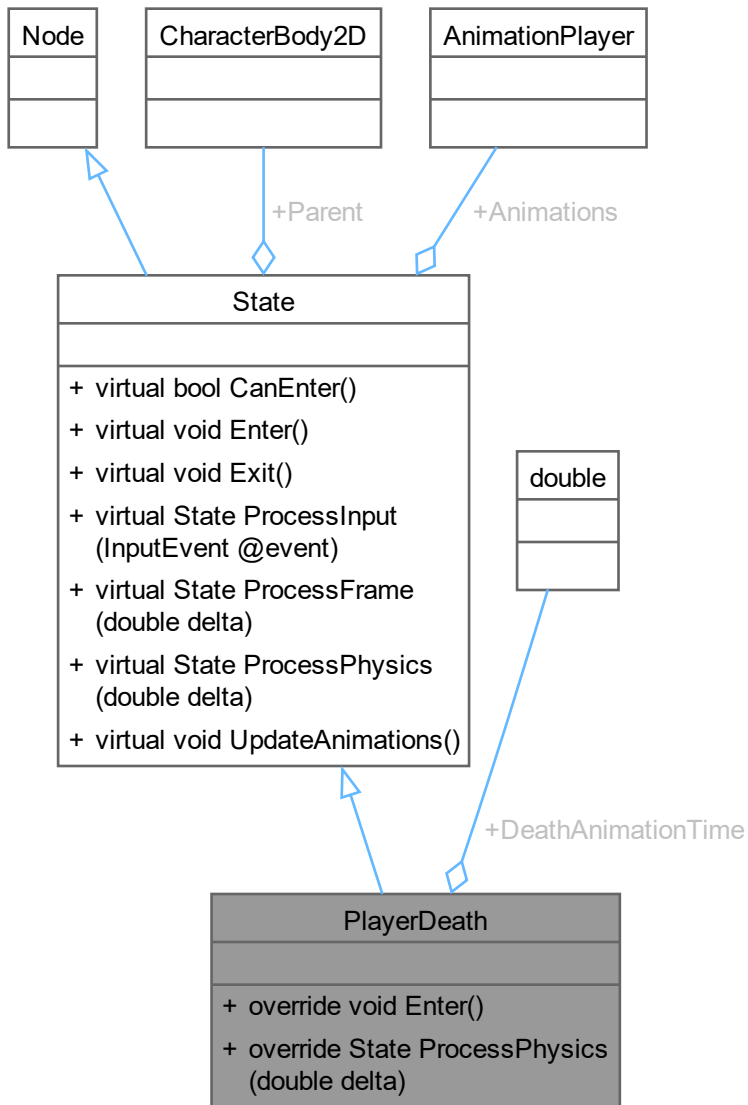 Node
CharacterBody2D
AnimationPlayer
+Parent
+Animations
State
+ virtual bool CanEnter()
+ virtual void Enter()
+ virtual void Exit()
+ virtual State ProcessInput
(InputEvent @event)
+ virtual State ProcessFrame
(double delta)
+ virtual State ProcessPhysics
(double delta)
+ virtual void UpdateAnimations()
double
+DeathAnimationTime
PlayerDeath
+ override void Enter()
+ override State ProcessPhysics
(double delta)